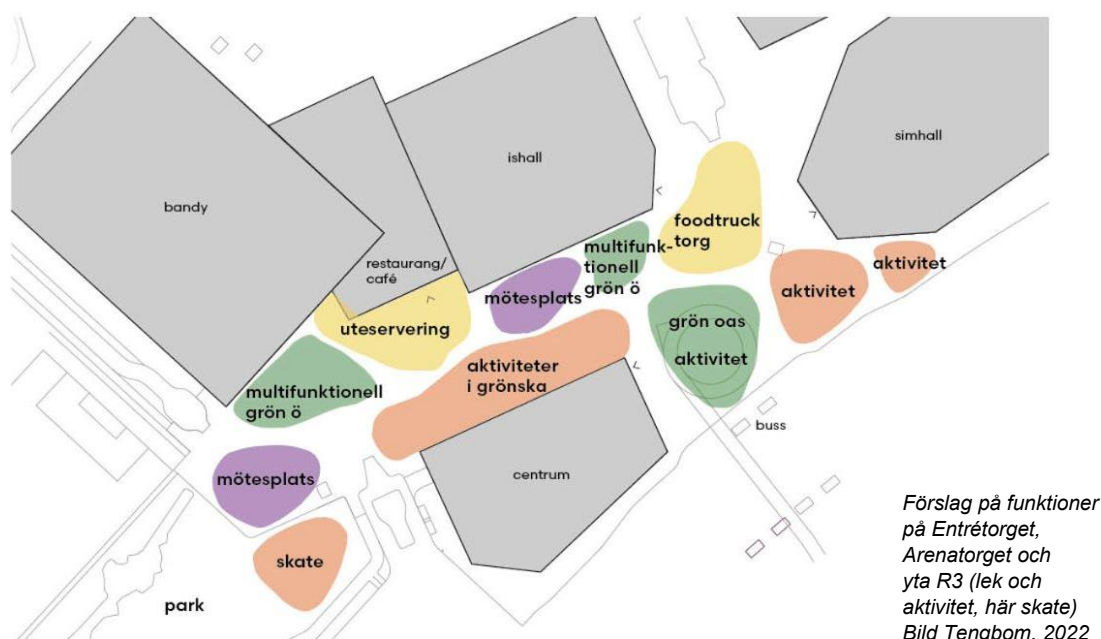 bandy
ishall
simhall
restaurang/
café
foodtruck
torg
multifunk-
tionell
grön ö
aktivitet
aktivitet
mötesplats
uteservering
grön oas
aktivitet
aktiviteter
i grönska
multifunktionell
grön ö
buss
centrum
mötesplats
skate
park
Förslag på funktioner
på Entrétorget,
Arenatorget och
yta R3 (lek och
aktivitet, här skate)
Bild Tengbom, 2022